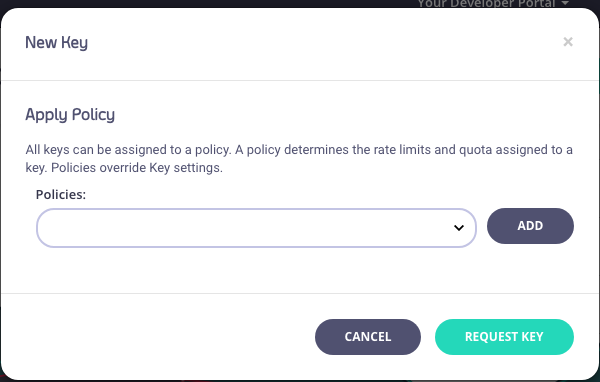 Your Developer Portal
New Key
×
Apply Policy
All keys can be assigned to a policy. A policy determines the rate limits and quota assigned to a
key. Policies override Key settings.
Policies:
ADD
CANCEL
REQUEST KEY